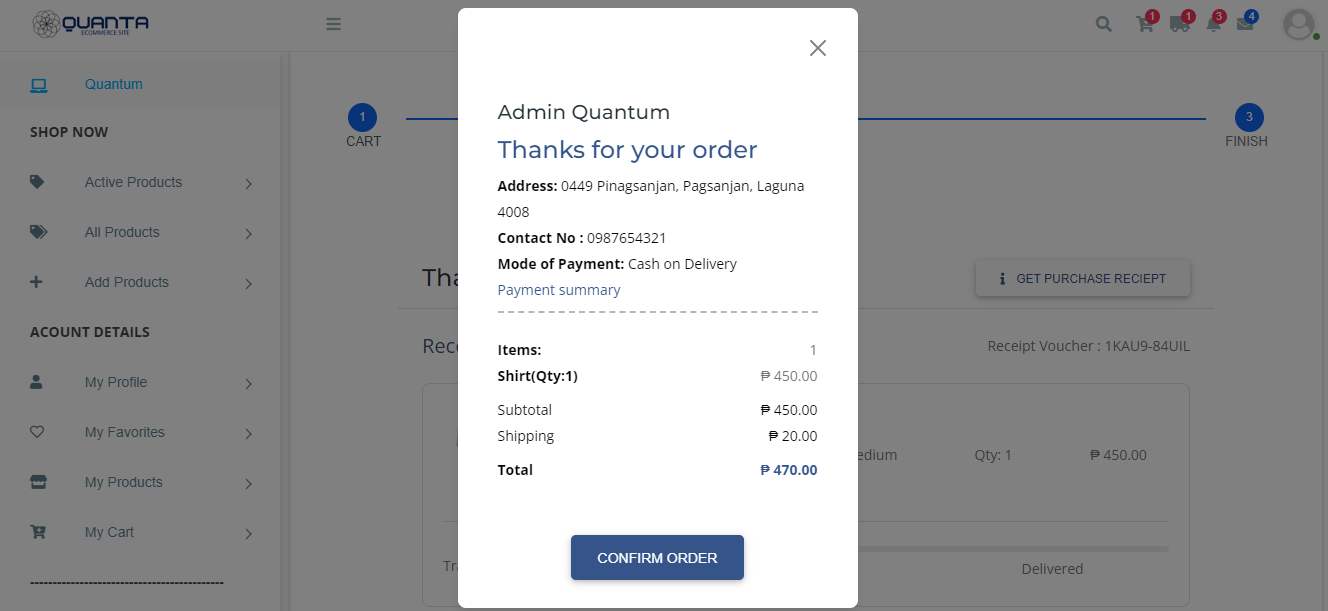 QUANTA
ECOMMERCE SITE
1
1
3
4
Quantum
SHOP NOW
Active Products
All Products
Add Products
ACOUNT DETAILS
My Profile
My Favorites
My Products
My Cart
--------------------------------------------
1
CART
3
FINISH
GET PURCHASE RECIEPT
Receipt Voucher : 1KAU9-84UIL
Qty: 1
₱ 450.00
Delivered
Admin Quantum
Thanks for your order
Address: 0449 Pinagsanjan, Pagsanjan, Laguna
4008
Contact No : 0987654321
Mode of Payment: Cash on Delivery
Payment summary
Items: 1
Shirt(Qty:1) ₱ 450.00
Subtotal ₱ 450.00
Shipping ₱ 20.00
Total ₱ 470.00
CONFIRM ORDER